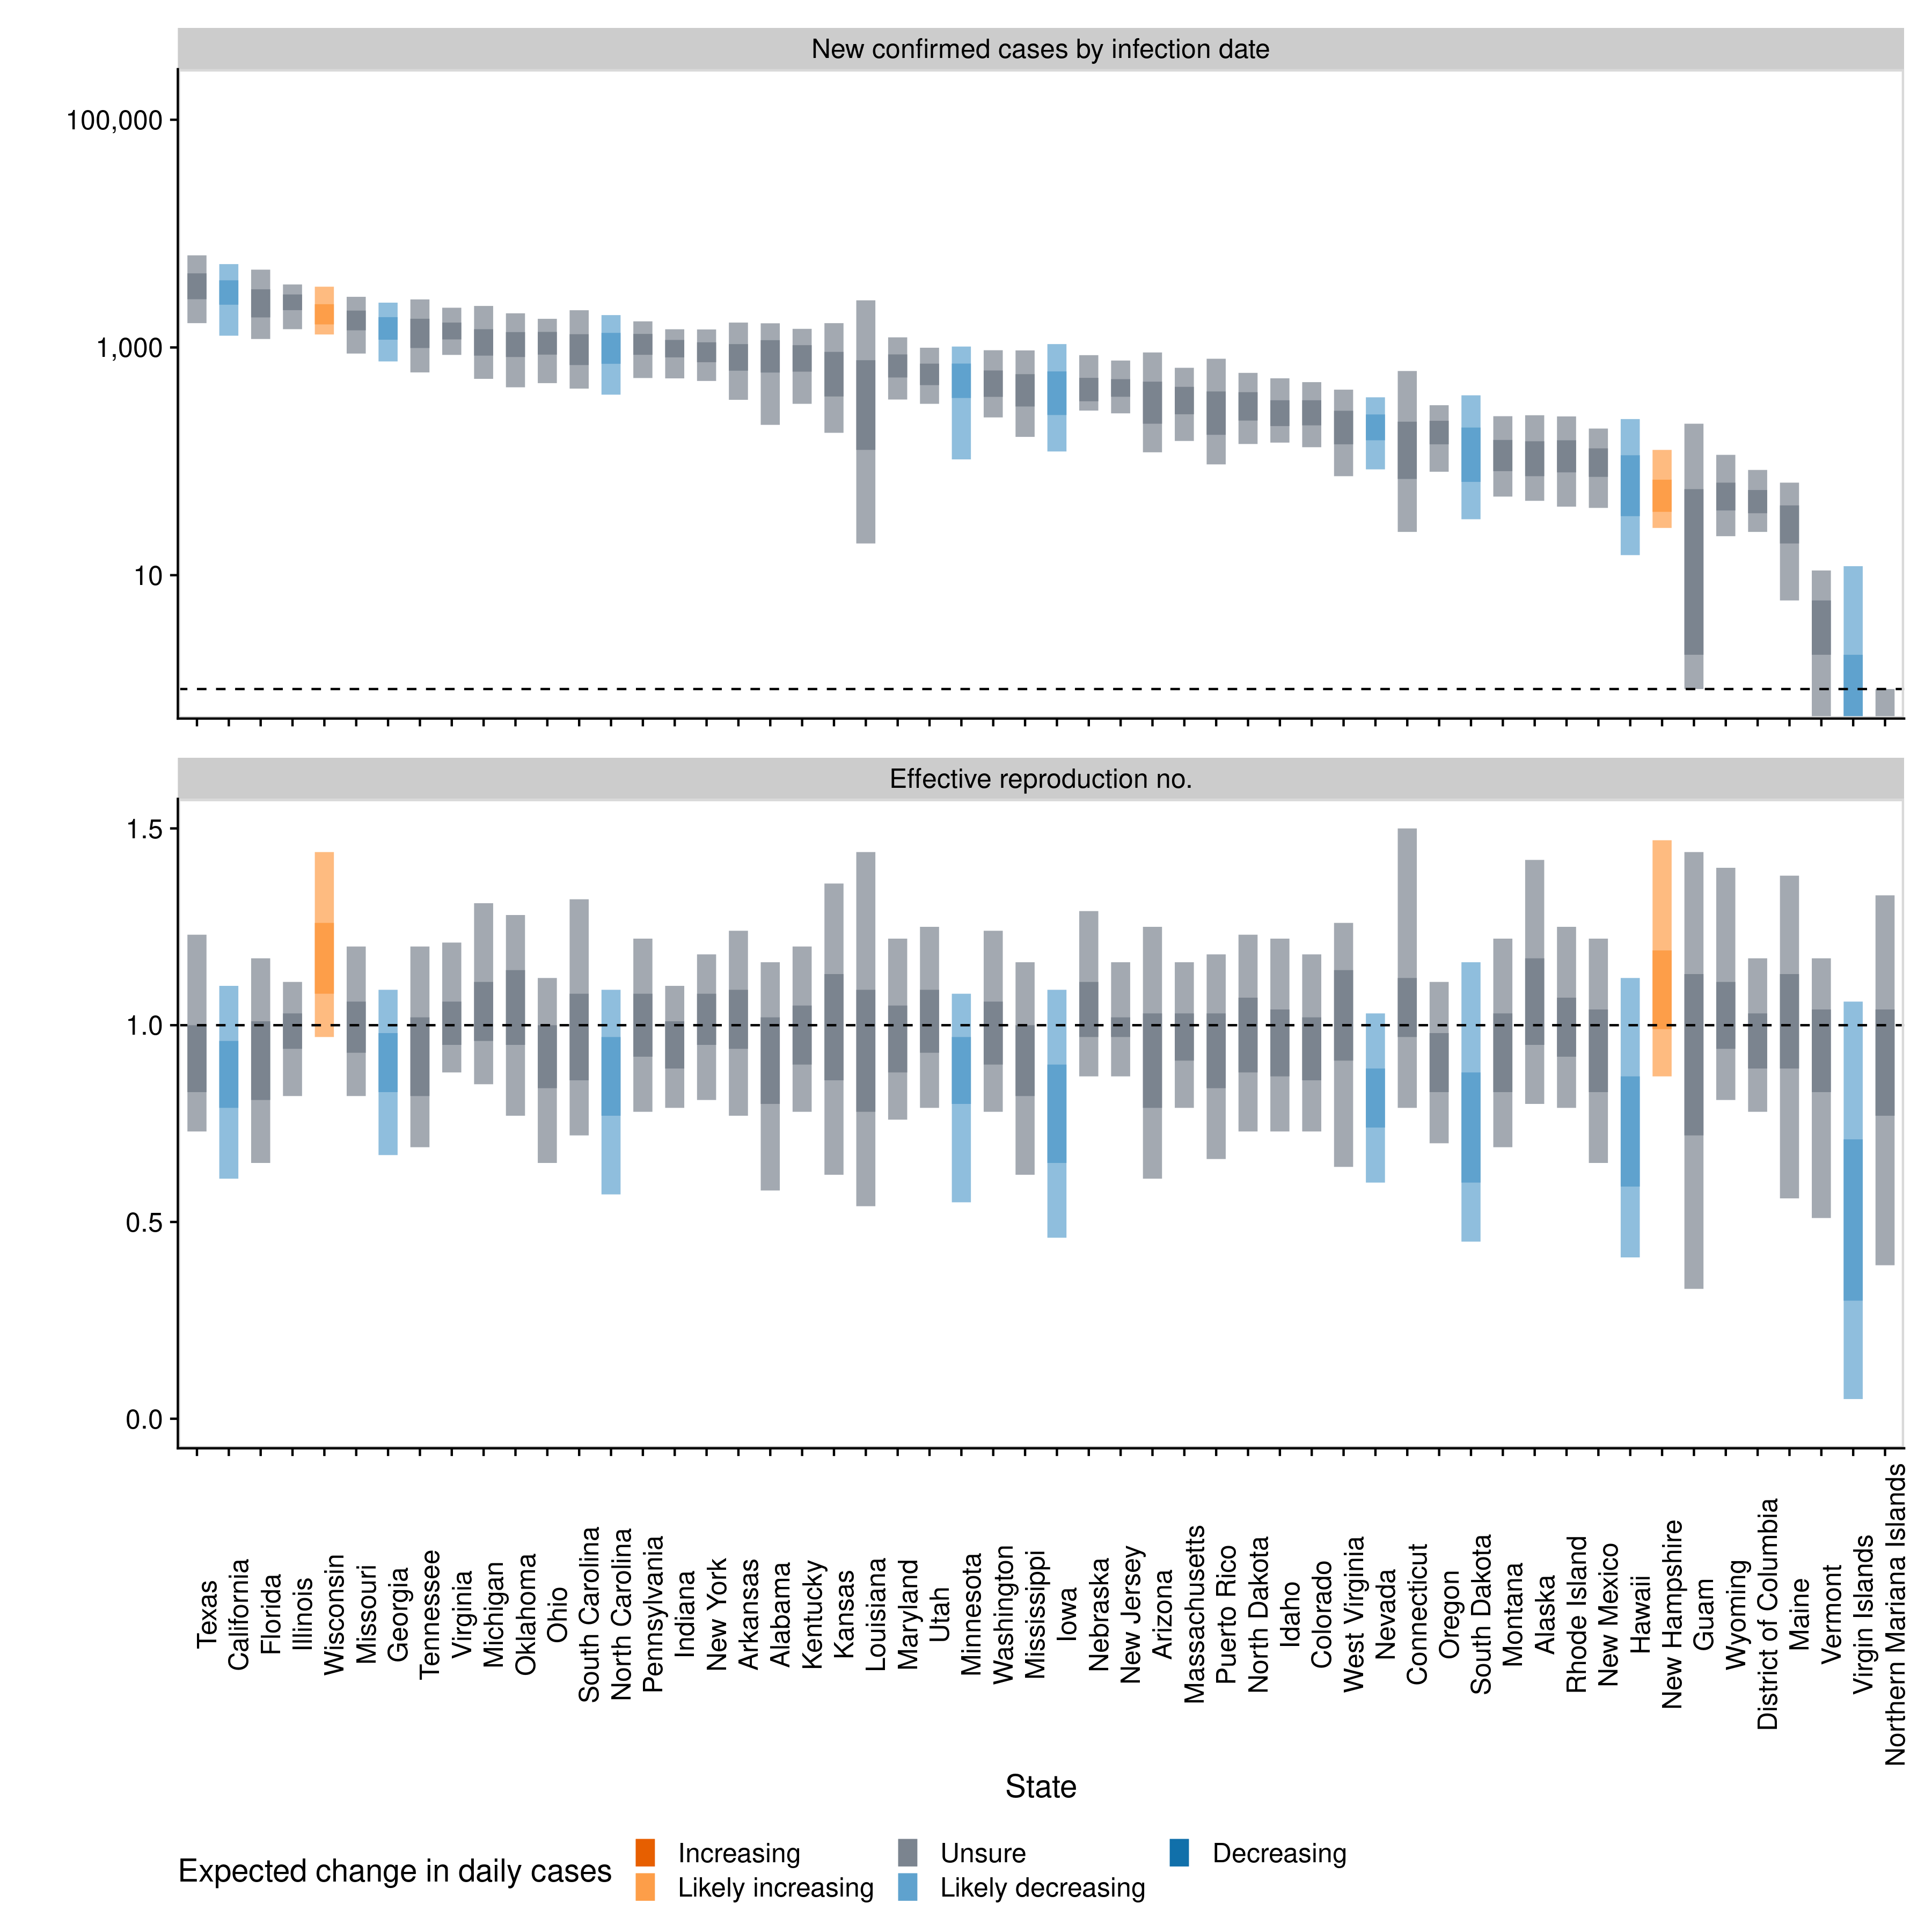 New confirmed cases by infection date
100,000
1,000
10
Effective reproduction no.
1.5
1.0
0.5
0.0
Texas
California
Florida
Illinois
Wisconsin
Missouri
Georgia
Tennessee
Virginia
Michigan
Oklahoma
Ohio
South Carolina
North Carolina
Pennsylvania
Indiana
New York
Arkansas
Alabama
Kentucky
Kansas
Louisiana
Maryland
Utah
Minnesota
Washington
Mississippi
Iowa
Nebraska
New Jersey
Arizona
Massachusetts
Puerto Rico
North Dakota
Idaho
Colorado
West Virginia
Nevada
Connecticut
Oregon
South Dakota
Montana
Alaska
Rhode Island
New Mexico
Hawaii
New Hampshire
Guam
Wyoming
District of Columbia
Maine
Vermont
Virgin Islands
Northern Mariana Islands
State
Expected change in daily cases
Increasing
Unsure
Decreasing
Likely increasing
Likely decreasing